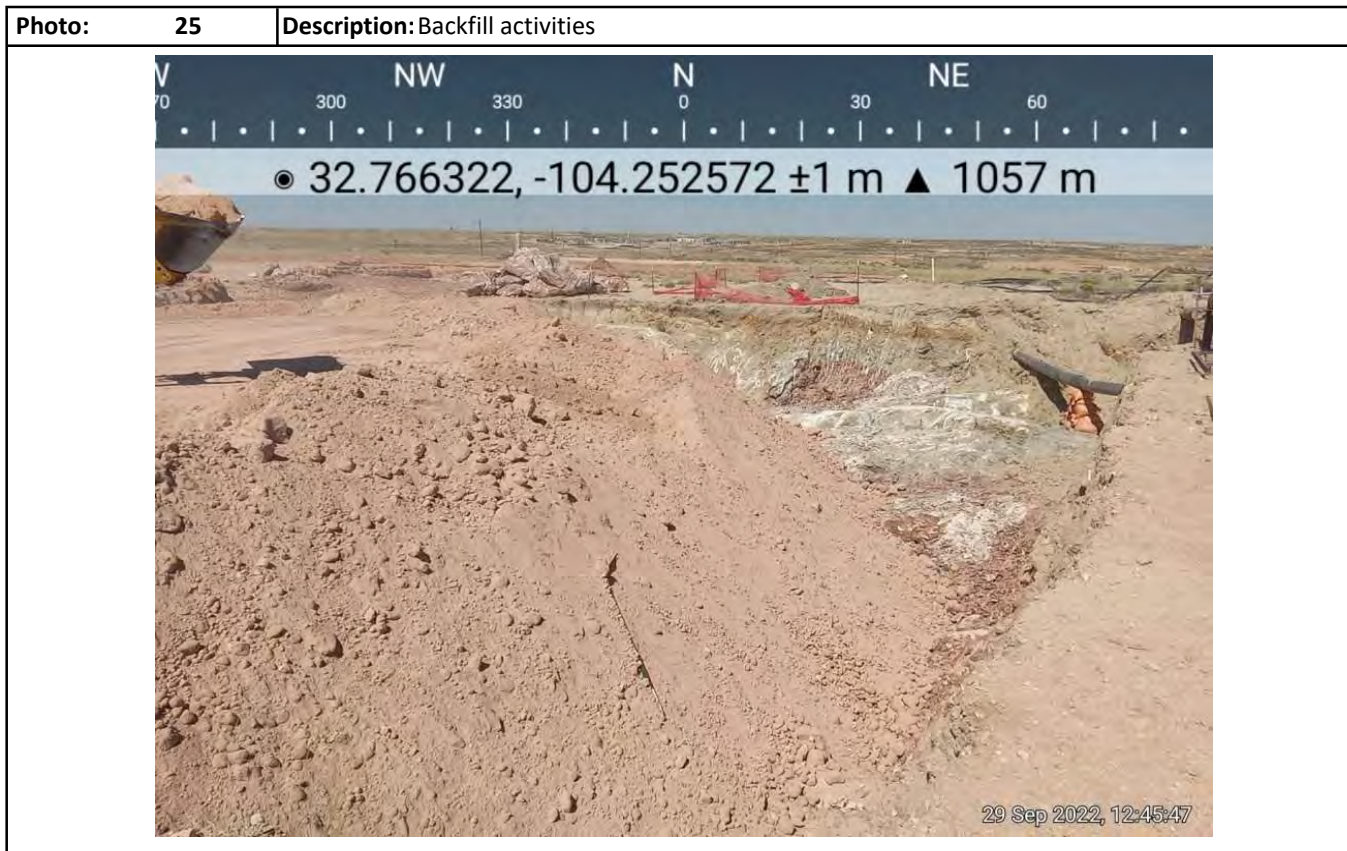 Photo: 25 Description: Backfill activities
W NW N NE
70 300 330 0 30 60
◉ 32.766322, -104.252572 ±1 m ▲ 1057 m
29 Sep 2022, 12:45:47